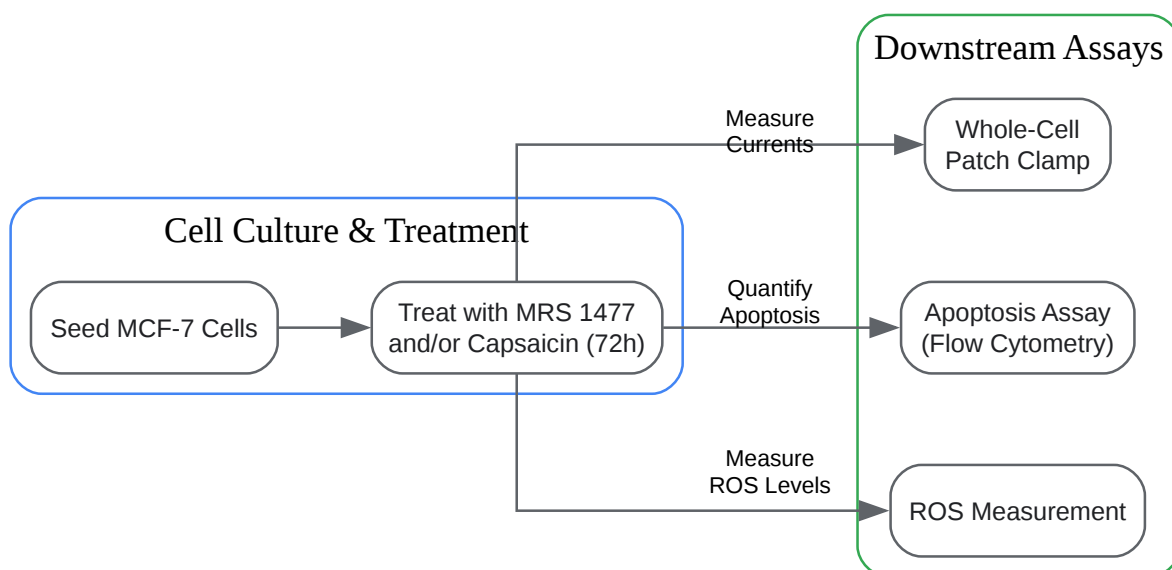 Downstream Assays
Measure
Currents
Whole-Cell
Patch Clamp
Cell Culture & Treatment
Seed MCF-7 Cells
Treat with MRS 1477
and/or Capsaicin (72h)
Quantify
Apoptosis
Apoptosis Assay
(Flow Cytometry)
Measure
ROS Levels
ROS Measurement